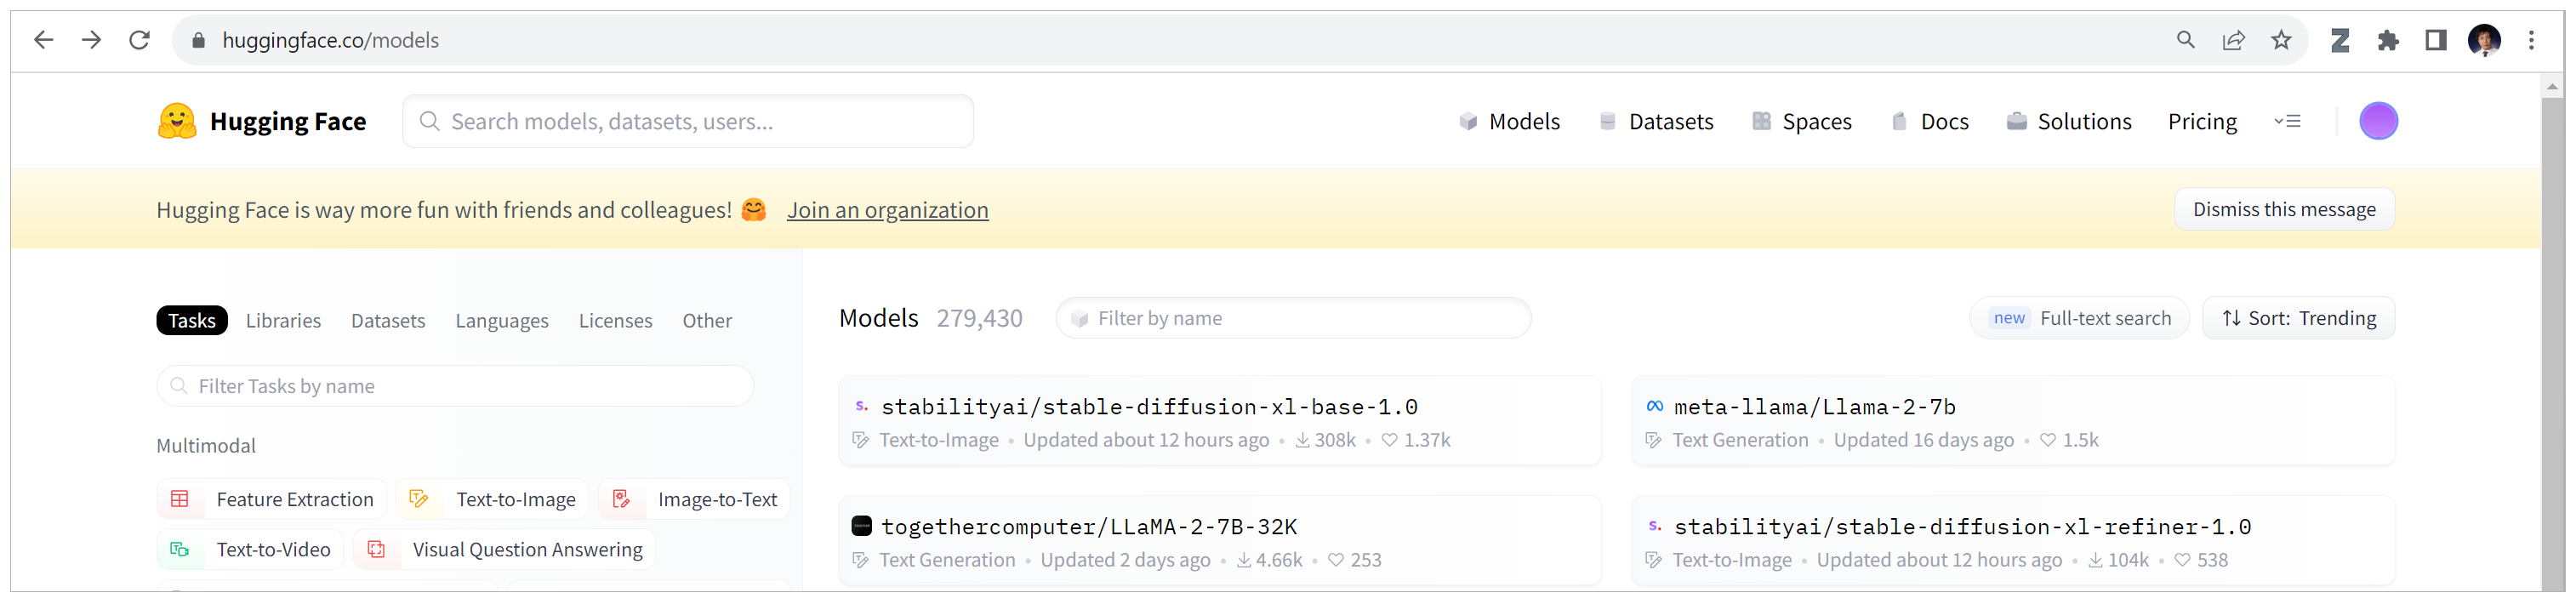 huggingface.co/models
Hugging Face
Search models, datasets, users...
Models
Datasets
Spaces
Docs
Solutions
Pricing
Hugging Face is way more fun with friends and colleagues! 🤗 Join an organization
Dismiss this message
Tasks
Libraries
Datasets
Languages
Licenses
Other
Filter Tasks by name
Multimodal
Feature Extraction
Text-to-Image
Image-to-Text
Text-to-Video
Visual Question Answering
Models 279,430
Filter by name
new Full-text search
Sort: Trending
stabilityai/stable-diffusion-xl-base-1.0
Text-to-Image • Updated about 12 hours ago • 308k • 1.37k
meta-llama/Llama-2-7b
Text Generation • Updated 16 days ago • 1.5k
togethercomputer/LLaMA-2-7B-32K
Text Generation • Updated 2 days ago • 4.66k • 253
stabilityai/stable-diffusion-xl-refiner-1.0
Text-to-Image • Updated about 12 hours ago • 104k • 538